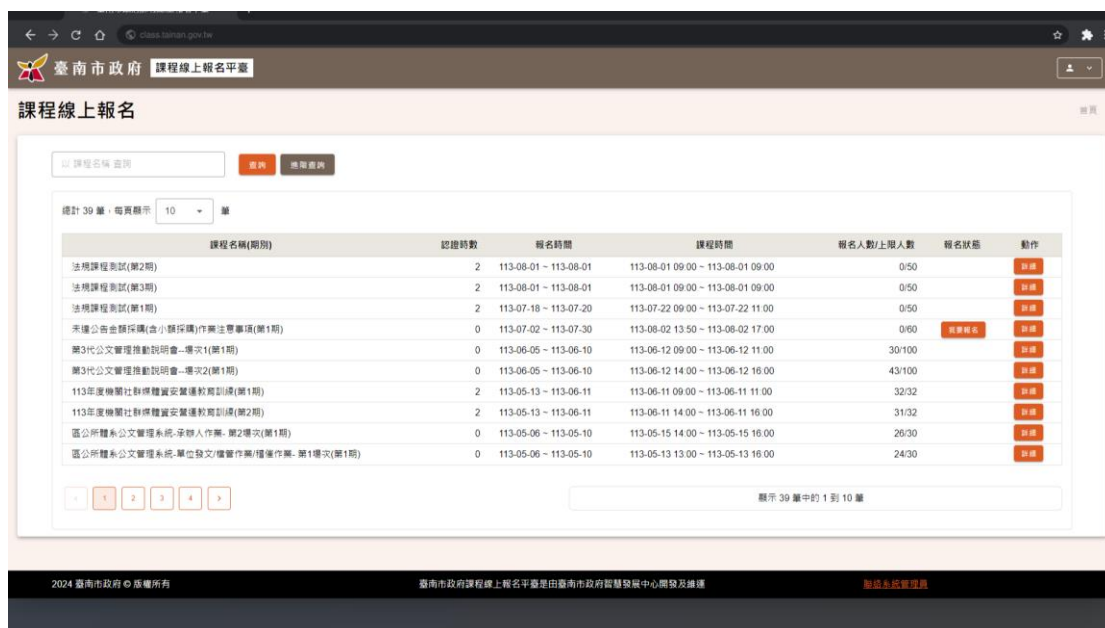 class.tainan.gov.tw
臺南市政府 課程線上報名平臺
課程線上報名
首頁
以 課程名稱 查詢 查詢 進階查詢
總計 39 筆，每頁顯示 10 筆
課程名稱(期別) 認證時數 報名時間 課程時間 報名人數/上限人數 報名狀態 動作
法規課程測試(第2期) 2 113-08-01 ~ 113-08-01 113-08-01 09:00 ~ 113-08-01 09:00 0/50 詳細
法規課程測試(第3期) 2 113-08-01 ~ 113-08-01 113-08-01 09:00 ~ 113-08-01 09:00 0/50 詳細
法規課程測試(第1期) 2 113-07-18 ~ 113-07-20 113-07-22 09:00 ~ 113-07-22 11:00 0/50 詳細
未達公告金額採購(含小額採購)作業注意事項(第1期) 0 113-07-02 ~ 113-07-30 113-08-02 13:50 ~ 113-08-02 17:00 0/60 我要報名 詳細
第3代公文管理推動說明會--場次1(第1期) 0 113-06-05 ~ 113-06-10 113-06-12 09:00 ~ 113-06-12 11:00 30/100 詳細
第3代公文管理推動說明會--場次2(第1期) 0 113-06-05 ~ 113-06-10 113-06-12 14:00 ~ 113-06-12 16:00 43/100 詳細
113年度機關社群媒體資安暨運教育訓練(第1期) 2 113-05-13 ~ 113-06-11 113-06-11 09:00 ~ 113-06-11 11:00 32/32 詳細
113年度機關社群媒體資安暨運教育訓練(第2期) 2 113-05-13 ~ 113-06-11 113-06-11 14:00 ~ 113-06-11 16:00 31/32 詳細
區公所體系公文管理系統-承辦人作業- 第2場次(第1期) 0 113-05-06 ~ 113-05-10 113-05-15 14:00 ~ 113-05-15 16:00 26/30 詳細
區公所體系公文管理系統-單位發文/檔管作業/稽催作業- 第1場次(第1期) 0 113-05-06 ~ 113-05-10 113-05-13 13:00 ~ 113-05-13 16:00 24/30 詳細
‹ 1 2 3 4 › 顯示 39 筆中的 1 到 10 筆
2024 臺南市政府 © 版權所有 臺南市政府課程線上報名平臺是由臺南市政府智慧發展中心開發及維運 聯絡系統管理員